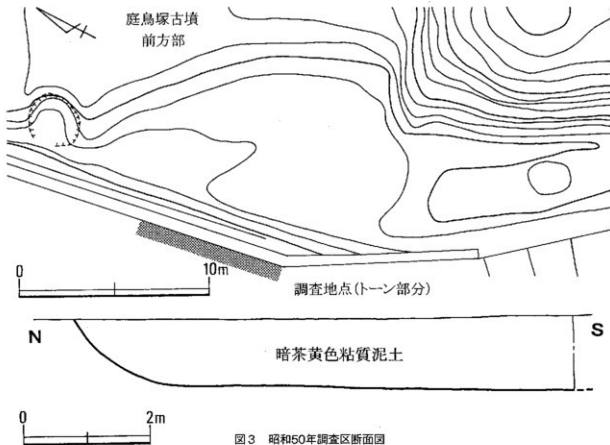 庭鳥塚古墳
前方部
0 10m
調査地点(トーン部分)
N S
暗茶黄色粘質泥土
0 2m
図3 昭和50年調査区断面図